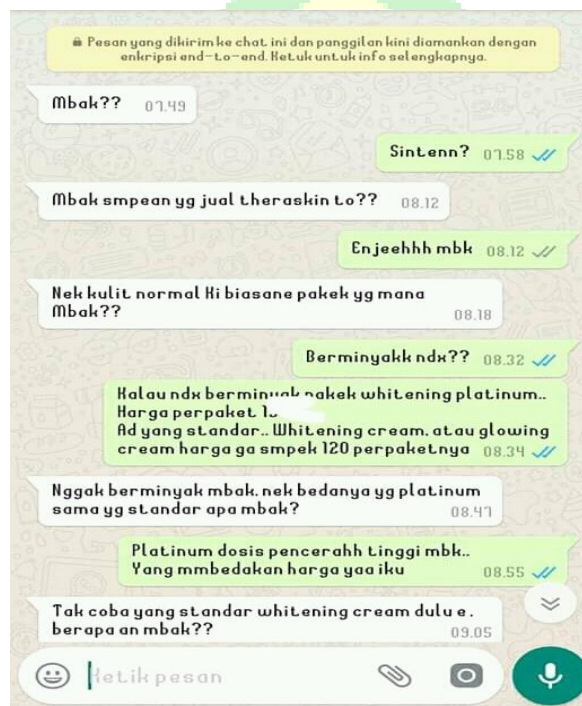 Pesan yang dikirim ke chat ini dan panggilan kini diamankan dengan
enkripsi end-to-end. Ketuk untuk info selengkapnya.
Mbak?? 07.49
Sintenn? 07.58
Mbak smpean yg jual theraskin to?? 08.12
Enjeehhh mbk 08.12
Nek kulit normal Ki biasane pakek yg mana
Mbak?? 08.18
Berminyakk ndx?? 08.32
Kalau ndx berminyak pakek whitening platinum..
Harga perpaket
Ad yang standar.. Whitening cream, atau glowing
cream harga ga smpek 120 perpaketnya 08.34
Nggak berminyak mbak, nek bedanya yg platinum
sama yg standar apa mbak? 08.47
Platinum dosis pencerahh tinggi mbk..
Yang mmbedakan harga yaa iku 08.55
Tak coba yang standar whitening cream dulu e,
berapa an mbak?? 09.05
Ketik pesan